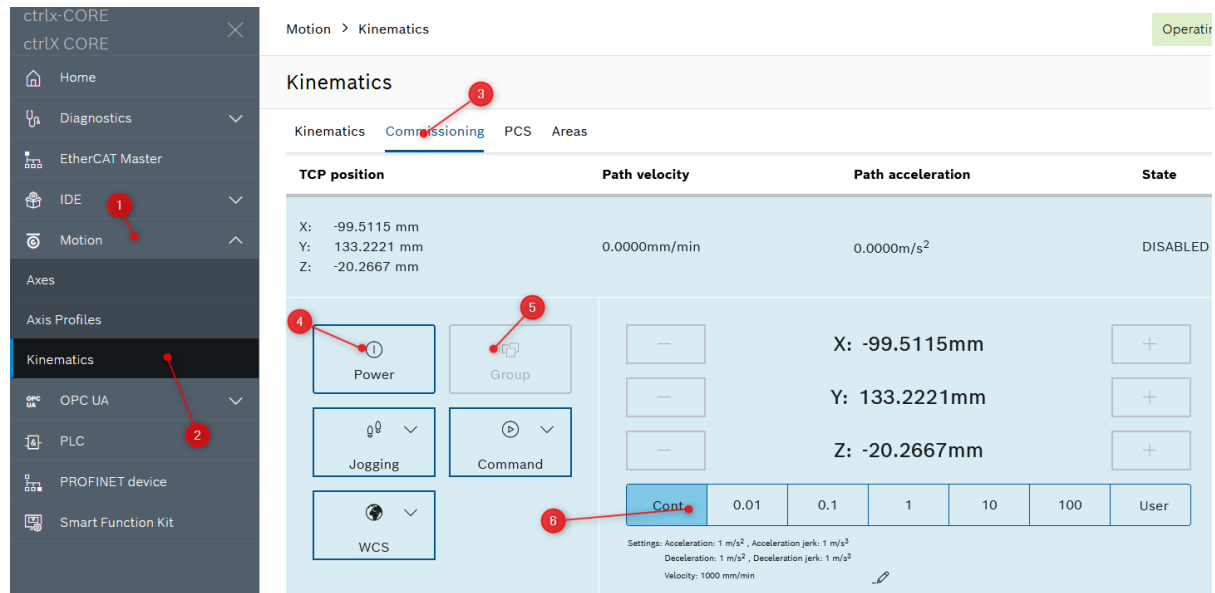 ctrlx-CORE
ctrlX CORE
Home
Diagnostics
EtherCAT Master
IDE
1
Motion
Axes
Axis Profiles
Kinematics
OPC UA
OPC UA
2
PLC
PROFINET device
Smart Function Kit
Motion > Kinematics
Operatin
Kinematics
3
Kinematics Commissioning PCS Areas
TCP position Path velocity Path acceleration State
X: -99.5115 mm
Y: 133.2221 mm
Z: -20.2667 mm
0.0000mm/min
0.0000m/s²
DISABLED
4
5
Power
Group
Jogging
Command
WCS
6
− X: -99.5115mm +
− Y: 133.2221mm +
− Z: -20.2667mm +
Cont. 0.01 0.1 1 10 100 User
Settings: Acceleration: 1 m/s² , Acceleration jerk: 1 m/s³
Deceleration: 1 m/s² , Deceleration jerk: 1 m/s³
Velocity: 1000 mm/min